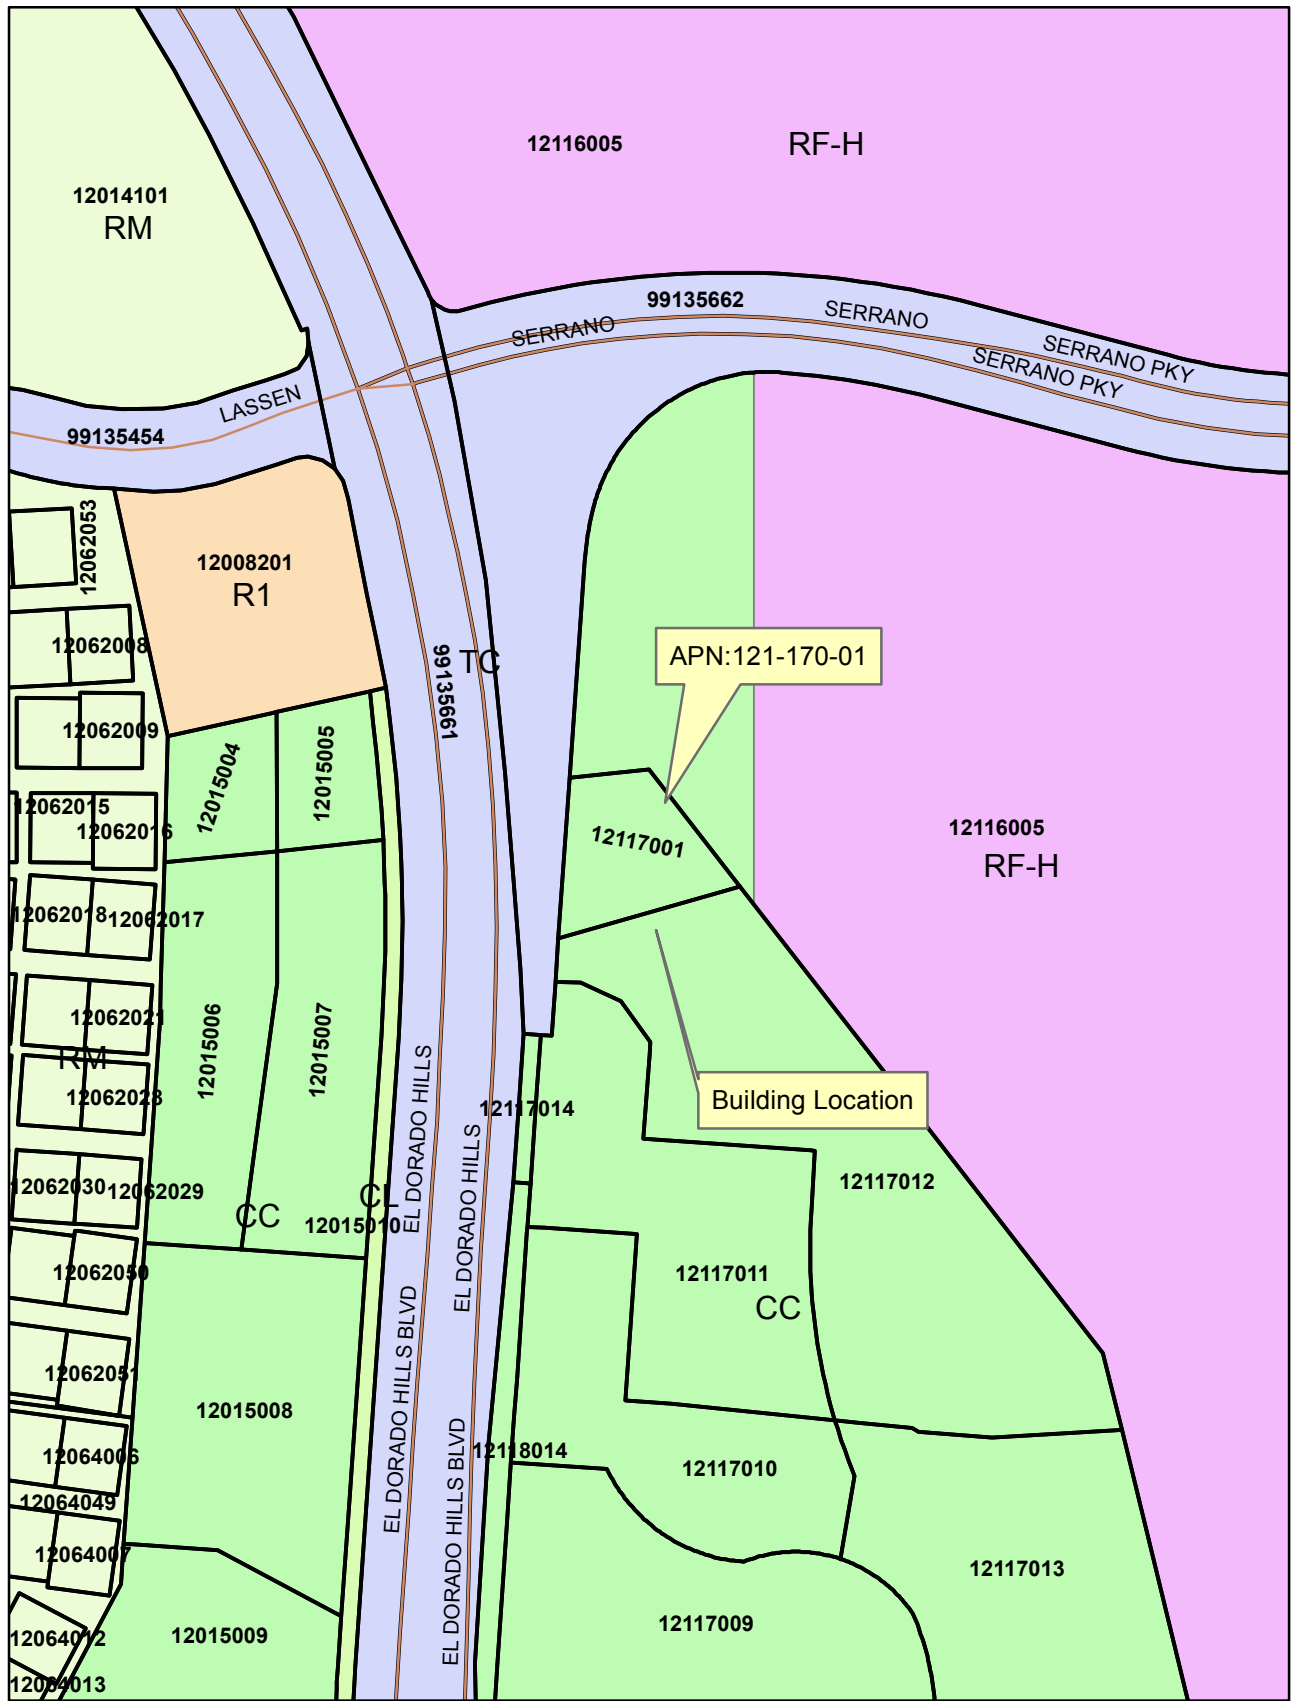 12116005
RF-H
12014101
RM
99135662
SERRANO
SERRANO
SERRANO PKY
SERRANO PKY
LASSEN
99135454
12062053
12008201
R1
12062008
99135661
TC
APN:121-170-01
12062009
12015004
12015005
12062015
12062016
12117001
12116005
RF-H
12062018
12062017
12062021
RM
12015006
12015007
12062028
EL DORADO HILLS
EL DORADO HILLS
12117014
Building Location
12062030
12062029
CC
CL
12015010
12117012
12062050
12117011
CC
12062051
12015008
EL DORADO HILLS BLVD
EL DORADO HILLS BLVD
12118014
12117010
12064006
12064049
12064007
12117013
12064012
12015009
12117009
12064013